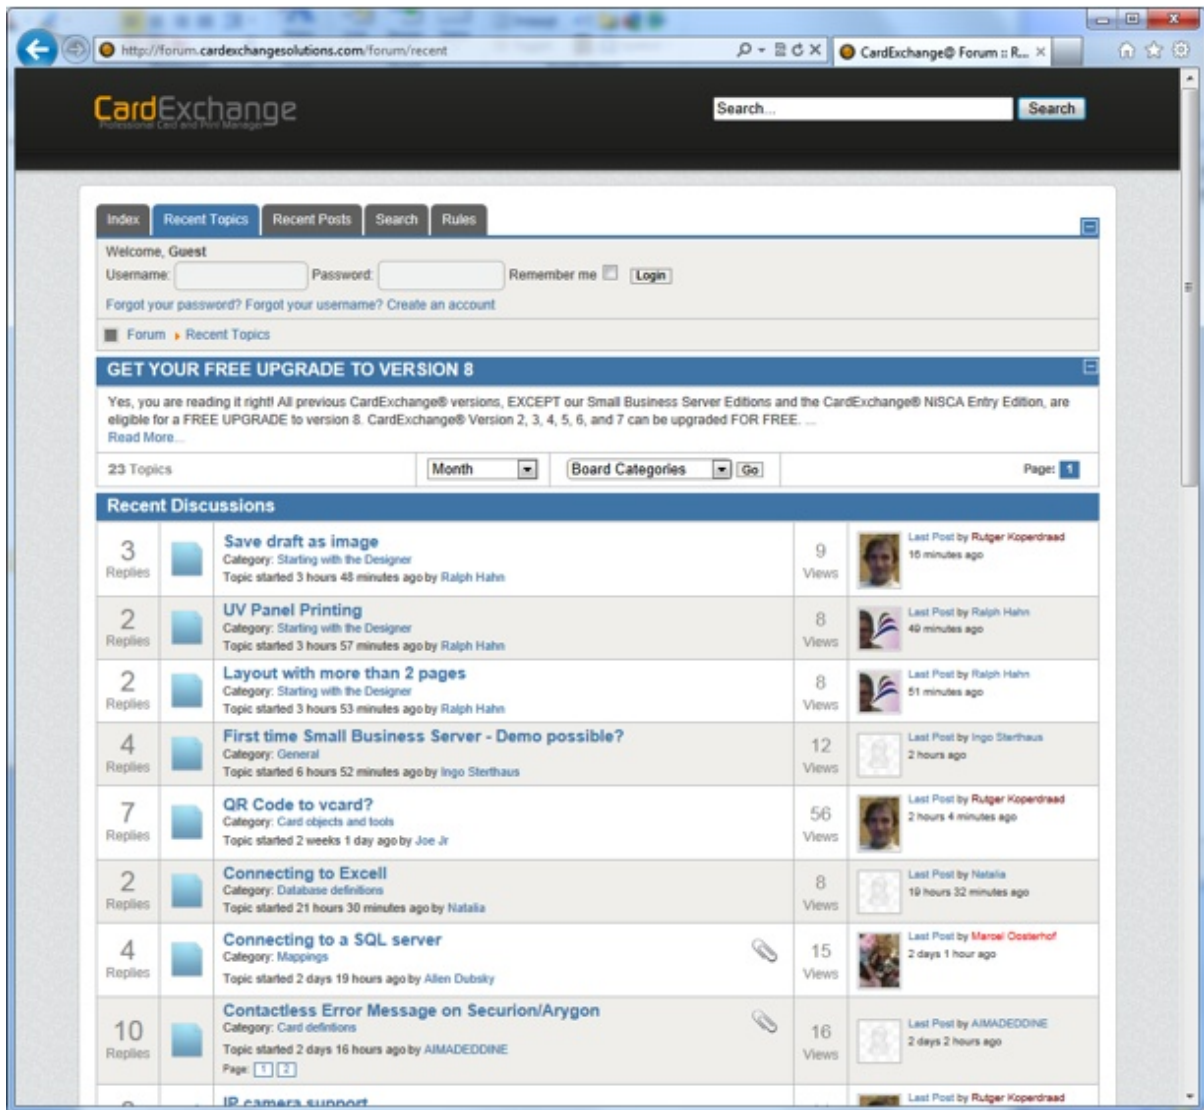 http://forum.cardexchangesolutions.com/forum/recent
CardExchange® Forum :: R...
CardExchange
Professional Card and Print Manager
Search...
Search
Index
Recent Topics
Recent Posts
Search
Rules
Welcome, Guest
Username:
Password:
Remember me
Login
Forgot your password? Forgot your username? Create an account
Forum
Recent Topics
GET YOUR FREE UPGRADE TO VERSION 8
Yes, you are reading it right! All previous CardExchange® versions, EXCEPT our Small Business Server Editions and the CardExchange® NiSCA Entry Edition, are
eligible for a FREE UPGRADE to version 8. CardExchange® Version 2, 3, 4, 5, 6, and 7 can be upgraded FOR FREE. ...
Read More...
23 Topics
Month
Board Categories
Go
Page: 1
Recent Discussions
3
Replies
Save draft as image
Category: Starting with the Designer
Topic started 3 hours 48 minutes ago by Ralph Hahn
9
Views
Last Post by Rutger Koperdraad
16 minutes ago
2
Replies
UV Panel Printing
Category: Starting with the Designer
Topic started 3 hours 57 minutes ago by Ralph Hahn
8
Views
Last Post by Ralph Hahn
49 minutes ago
2
Replies
Layout with more than 2 pages
Category: Starting with the Designer
Topic started 3 hours 53 minutes ago by Ralph Hahn
8
Views
Last Post by Ralph Hahn
51 minutes ago
4
Replies
First time Small Business Server - Demo possible?
Category: General
Topic started 6 hours 52 minutes ago by Ingo Sterthaus
12
Views
Last Post by Ingo Sterthaus
2 hours ago
7
Replies
QR Code to vcard?
Category: Card objects and tools
Topic started 2 weeks 1 day ago by Joe Jr
56
Views
Last Post by Rutger Koperdraad
2 hours 4 minutes ago
2
Replies
Connecting to Excell
Category: Database definitions
Topic started 21 hours 30 minutes ago by Natalia
8
Views
Last Post by Natalia
19 hours 32 minutes ago
4
Replies
Connecting to a SQL server
Category: Mappings
Topic started 2 days 19 hours ago by Allen Dubsky
15
Views
Last Post by Marcel Oosterhof
2 days 1 hour ago
10
Replies
Contactless Error Message on Securion/Arygon
Category: Card definitions
Topic started 2 days 16 hours ago by AIMADEDDINE
Page: 1 2
16
Views
Last Post by AIMADEDDINE
2 days 2 hours ago
IP camera support
Last Post by Rutger Koperdraad